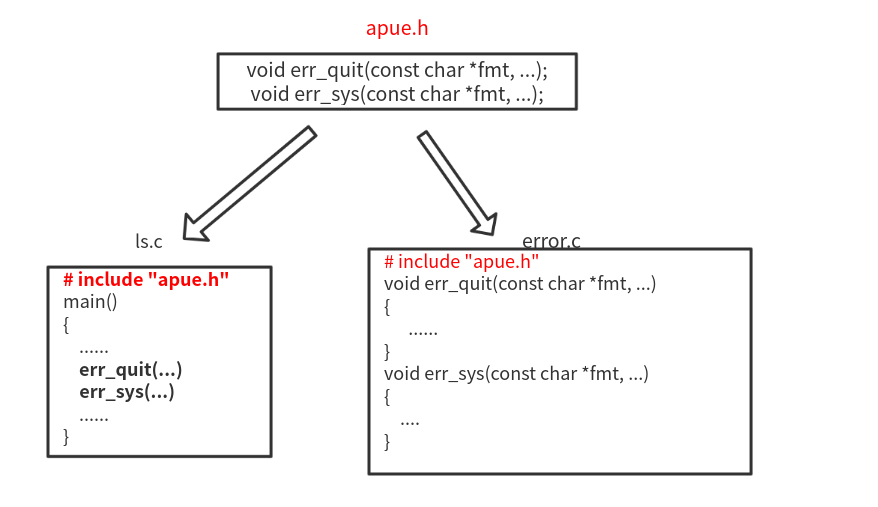 apue.h
void err_quit(const char *fmt, ...);
void err_sys(const char *fmt, ...);
ls.c
# include "apue.h"
main()
{
......
err_quit(...)
err_sys(...)
......
}
error.c
# include "apue.h"
void err_quit(const char *fmt, ...)
{
......
}
void err_sys(const char *fmt, ...)
{
....
}